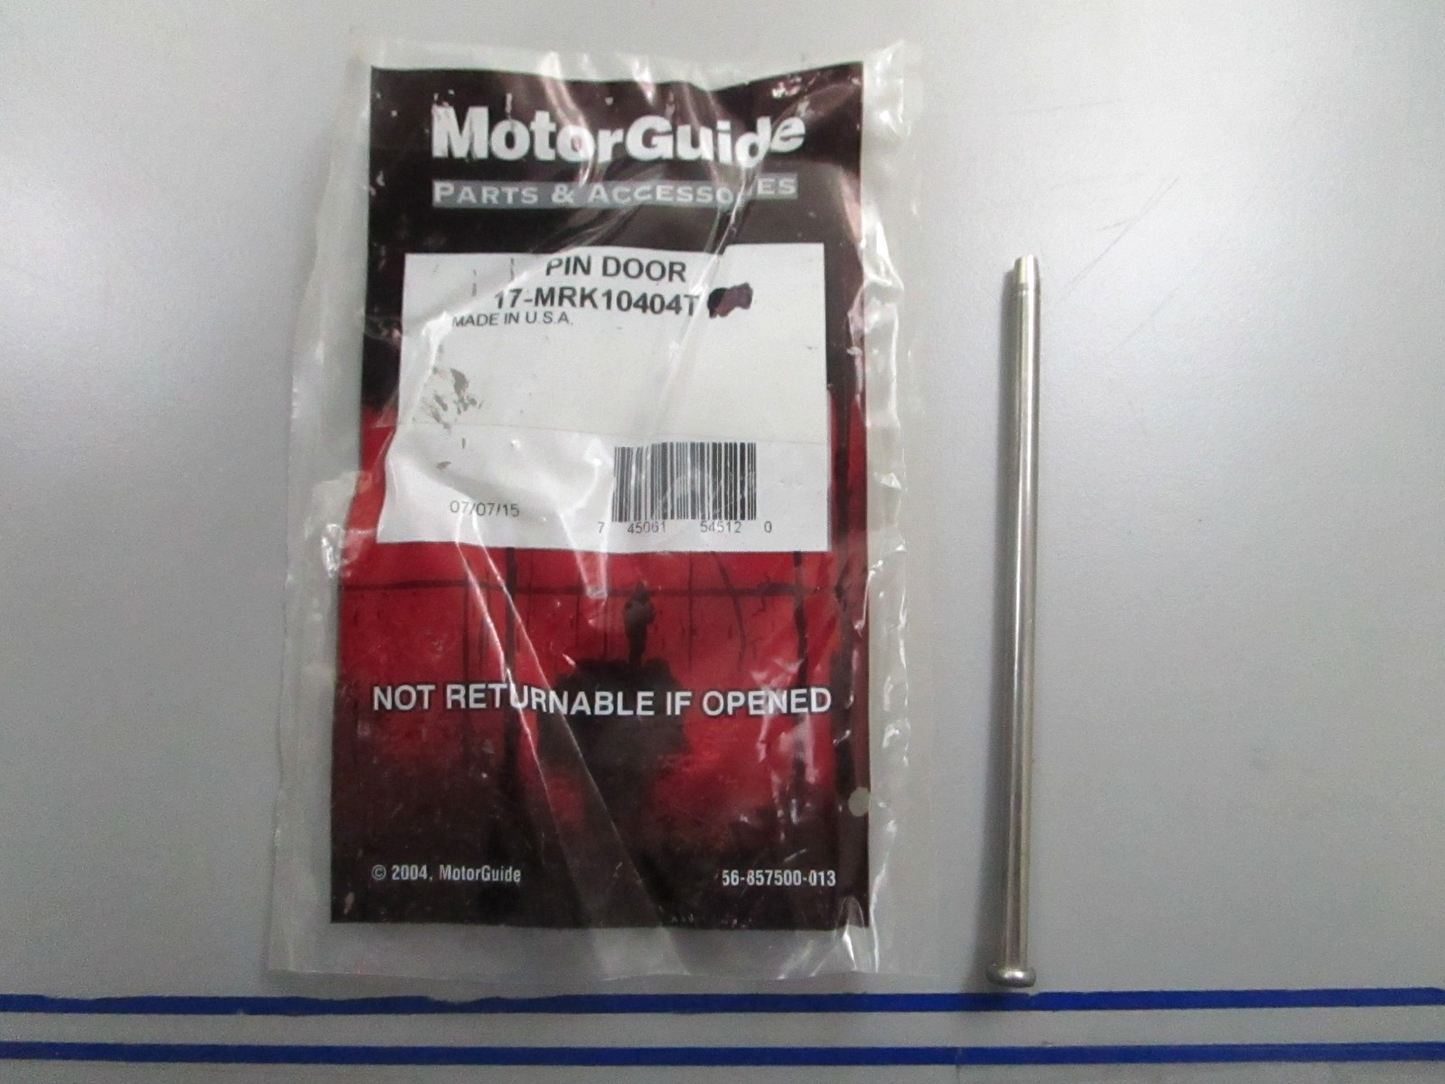 MotorGuide
PARTS & ACCESSORIES
PIN DOOR
17-MRK10404T
MADE IN U.S.A.
07/07/15
7 45061 54512 0
NOT RETURNABLE IF OPENED
© 2004, MotorGuide
56-857500-013